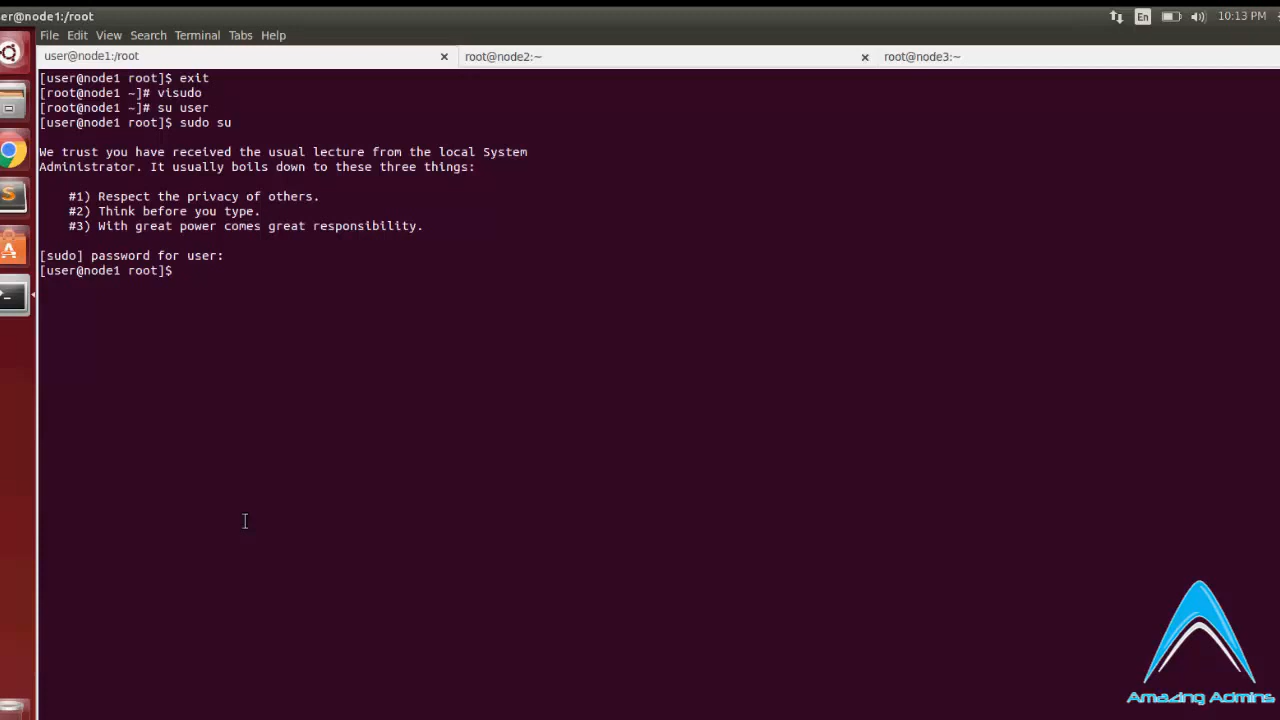 er@node1:/root
En
10:13 PM
File Edit View Search Terminal Tabs Help
user@node1:/root
root@node2:~
root@node3:~
[user@node1 root]$ exit
[root@node1 ~]# visudo
[root@node1 ~]# su user
[user@node1 root]$ sudo su
We trust you have received the usual lecture from the local System
Administrator. It usually boils down to these three things:
#1) Respect the privacy of others.
#2) Think before you type.
#3) With great power comes great responsibility.
[sudo] password for user:
[user@node1 root]$
Amazing Admins